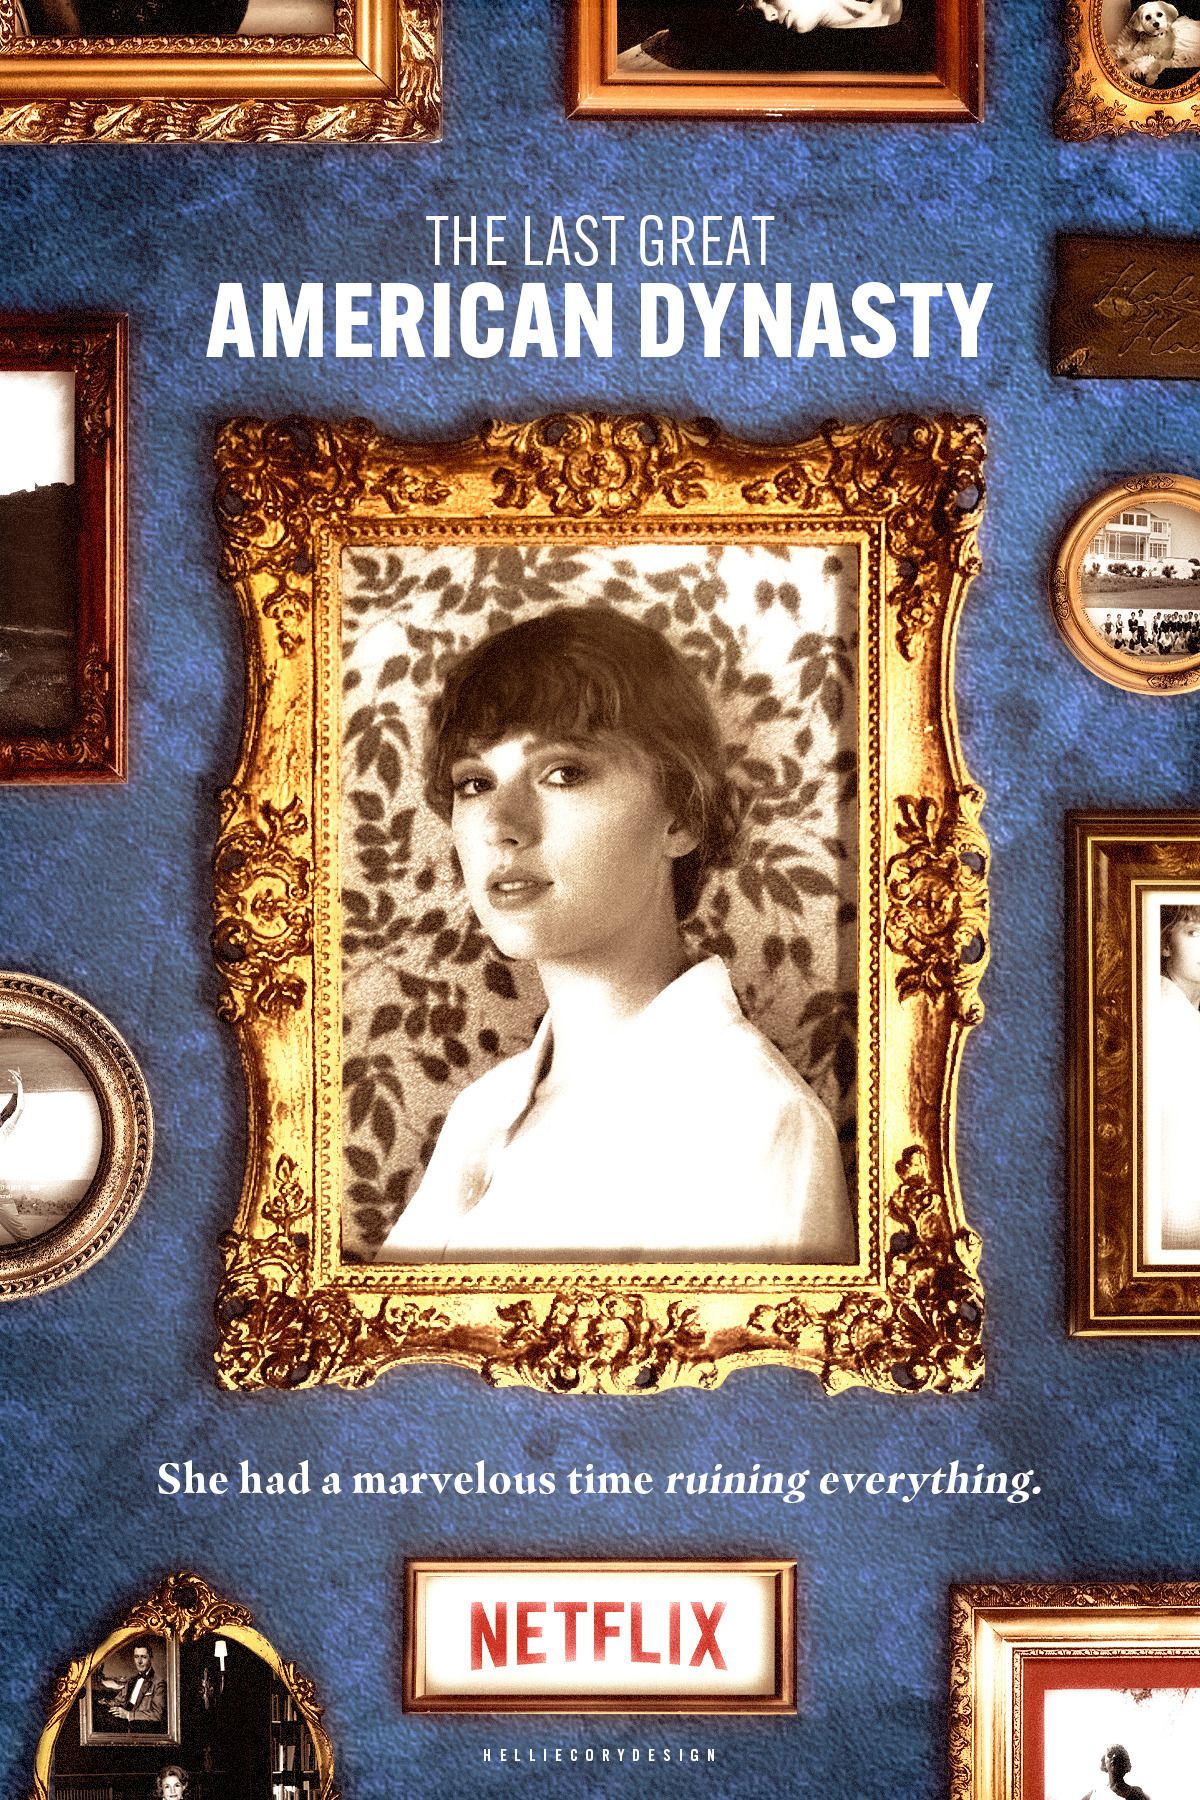 THE LAST GREAT
AMERICAN DYNASTY
She had a marvelous time ruining everything.
NETFLIX
HELLIECORYDESIGN